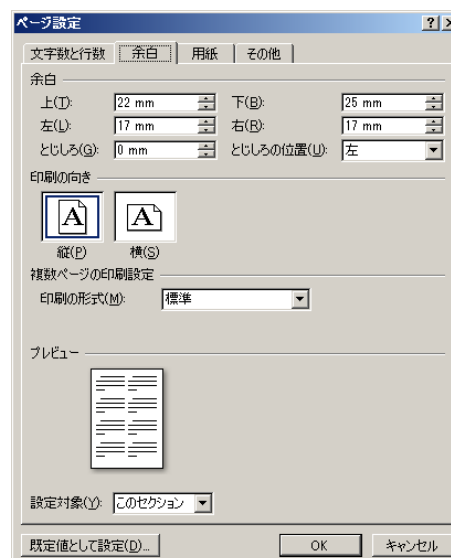 ページ設定
文字数と行数 余白 用紙 その他
余白
上(T): 22 mm 下(B): 25 mm
左(L): 17 mm 右(R): 17 mm
とじしろ(G): 0 mm とじしろの位置(U): 左
印刷の向き
A A
縦(P) 横(S)
複数ページの印刷設定
印刷の形式(M): 標準
プレビュー
設定対象(Y): このセクション
既定値として設定(D)... OK キャンセル